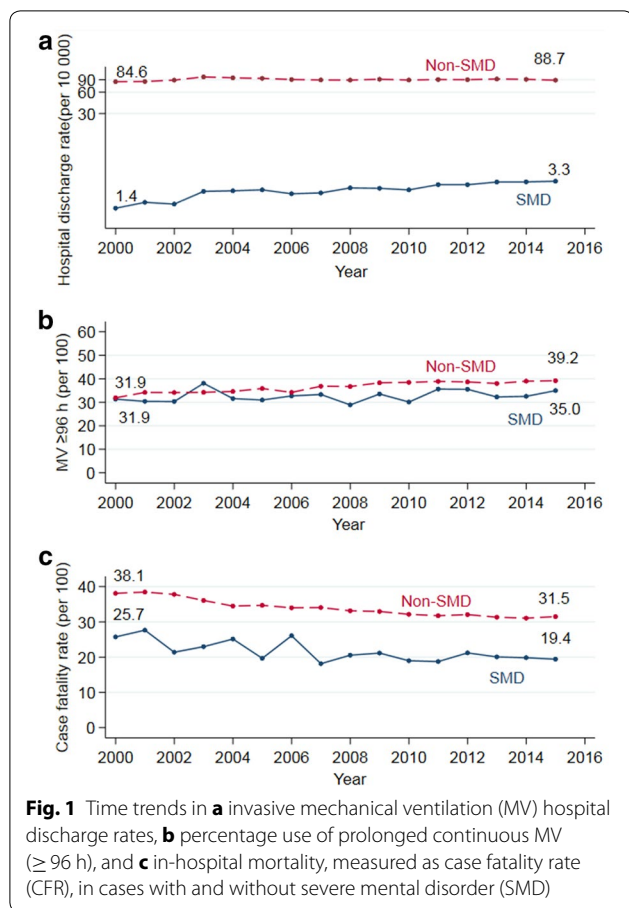 a
Hospital discharge rate(per 10 000)
90
60
30
84.6
Non-SMD
88.7
1.4
3.3
SMD
2000 2002 2004 2006 2008 2010 2012 2014 2016
Year
b
MV ≥96 h (per 100)
60
50
40
30
20
10
0
31.9
Non-SMD
39.2
31.9
35.0
SMD
2000 2002 2004 2006 2008 2010 2012 2014 2016
Year
c
Case fatality rate (per 100)
40
30
20
10
0
38.1
Non-SMD
31.5
25.7
19.4
SMD
2000 2002 2004 2006 2008 2010 2012 2014 2016
Year
Fig. 1 Time trends in a invasive mechanical ventilation (MV) hospital
discharge rates, b percentage use of prolonged continuous MV
(≥ 96 h), and c in-hospital mortality, measured as case fatality rate
(CFR), in cases with and without severe mental disorder (SMD)